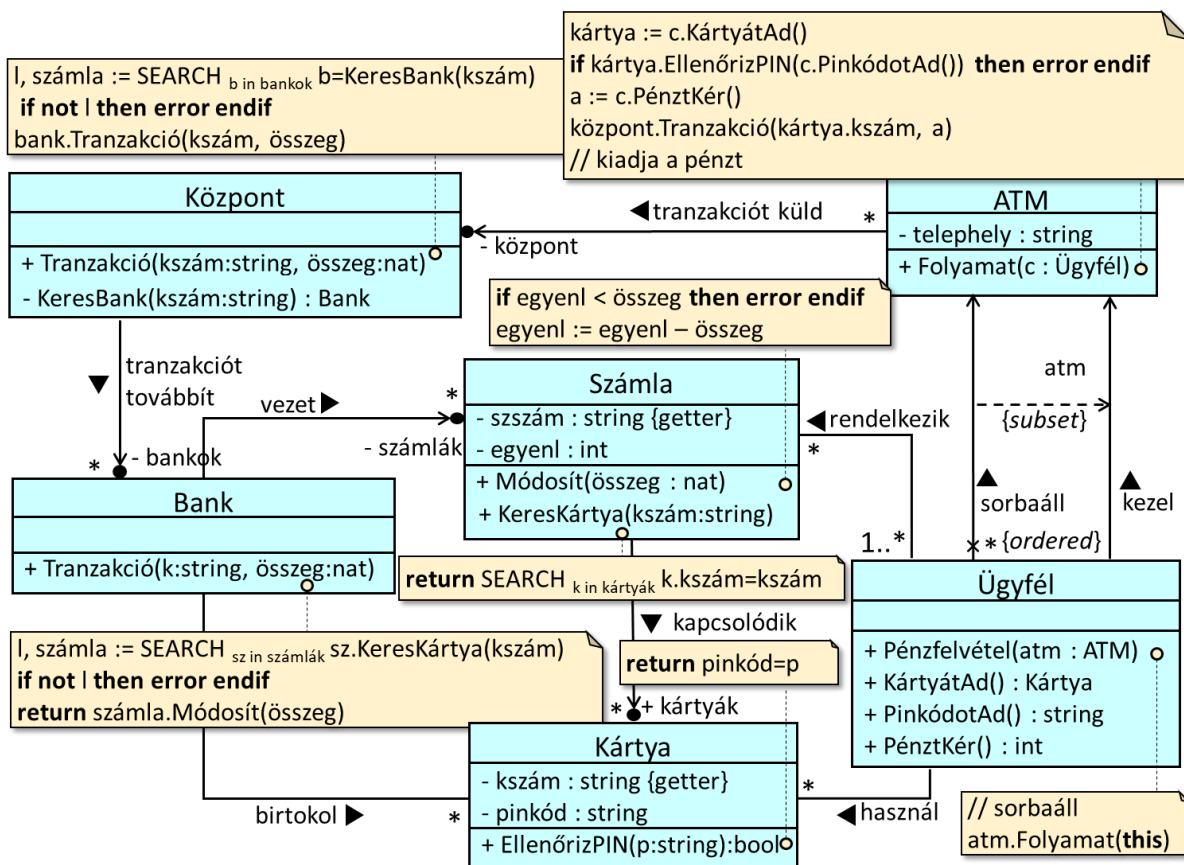 kártya := c.KártyátAd()
if kártya.EllenőrizPIN(c.PinkódotAd()) then error endif
a := c.PénztKér()
központ.Tranzakció(kártya.kszám, a)
// kiadja a pénzt
l, számla := SEARCH b in bankok b=KeresBank(kszám)
if not l then error endif
bank.Tranzakció(kszám, összeg)
Központ
+ Tranzakció(kszám:string, összeg:nat)
- KeresBank(kszám:string) : Bank
◀tranzakciót küld
*
- központ
ATM
- telephely : string
+ Folyamat(c : Ügyfél)
if egyenl < összeg then error endif
egyenl := egyenl – összeg
▼ tranzakciót
továbbít
* - bankok
vezet ▶
*
- számlák
Számla
- szszám : string {getter}
- egyenl : int
+ Módosít(összeg : nat)
+ KeresKártya(kszám:string)
◀rendelkezik
*
1..*
atm
{subset}
▲
sorbaáll
▲
kezel
× * {ordered}
Bank
+ Tranzakció(k:string, összeg:nat)
return SEARCH k in kártyák k.kszám=kszám
▼ kapcsolódik
return pinkód=p
l, számla := SEARCH sz in számlák sz.KeresKártya(kszám)
if not l then error endif
return számla.Módosít(összeg)
Ügyfél
+ Pénzfelvétel(atm : ATM)
+ KártyátAd() : Kártya
+ PinkódotAd() : string
+ PénztKér() : int
* + kártyák
Kártya
- kszám : string {getter}
- pinkód : string
+ EllenőrizPIN(p:string):bool
birtokol ▶
*
*
◀használ
// sorbaáll
atm.Folyamat(this)